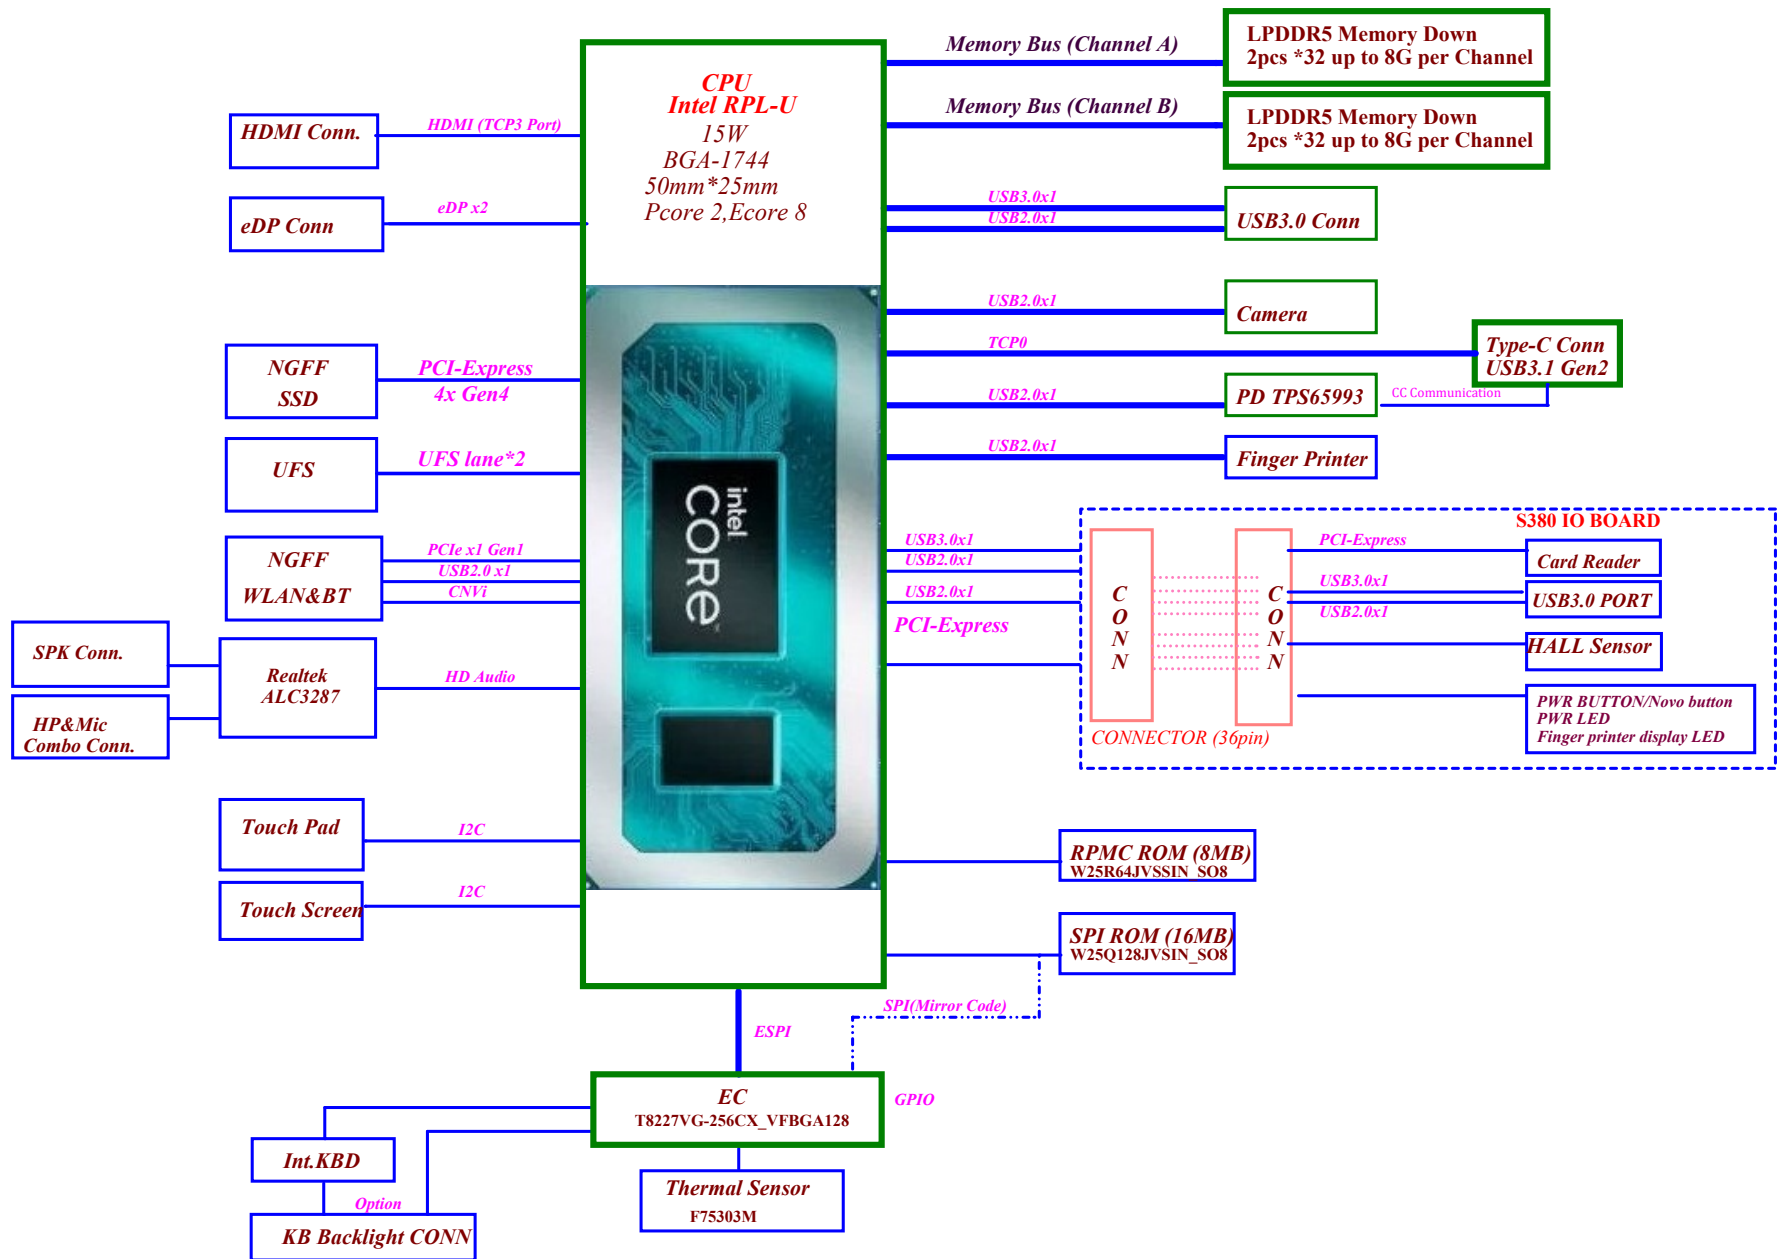 CPU
Intel RPL-U
15W
BGA-1744
50mm*25mm
Pcore 2,Ecore 8
intel
CORE
HDMI Conn.
HDMI (TCP3 Port)
eDP Conn
eDP x2
NGFF
SSD
PCI-Express
4x Gen4
UFS
UFS lane*2
NGFF
WLAN&BT
PCIe x1 Gen1
USB2.0 x1
CNVi
SPK Conn.
HP&Mic
Combo Conn.
Realtek
ALC3287
HD Audio
Touch Pad
I2C
Touch Screen
I2C
Memory Bus (Channel A)
LPDDR5 Memory Down
2pcs *32 up to 8G per Channel
Memory Bus (Channel B)
LPDDR5 Memory Down
2pcs *32 up to 8G per Channel
USB3.0x1
USB2.0x1
USB3.0 Conn
USB2.0x1
Camera
TCP0
Type-C Conn
USB3.1 Gen2
USB2.0x1
PD TPS65993
CC Communication
USB2.0x1
Finger Printer
S380 IO BOARD
USB3.0x1
USB2.0x1
USB2.0x1
PCI-Express
CONN
CONN
CONNECTOR (36pin)
PCI-Express
Card Reader
USB3.0x1
USB2.0x1
USB3.0 PORT
HALL Sensor
PWR BUTTON/Novo button
PWR LED
Finger printer display LED
RPMC ROM (8MB)
W25R64JVSSIN_SO8
SPI ROM (16MB)
W25Q128JVSIN_SO8
SPI(Mirror Code)
ESPI
EC
T8227VG-256CX_VFBGA128
GPIO
Int.KBD
Option
KB Backlight CONN
Thermal Sensor
F75303M